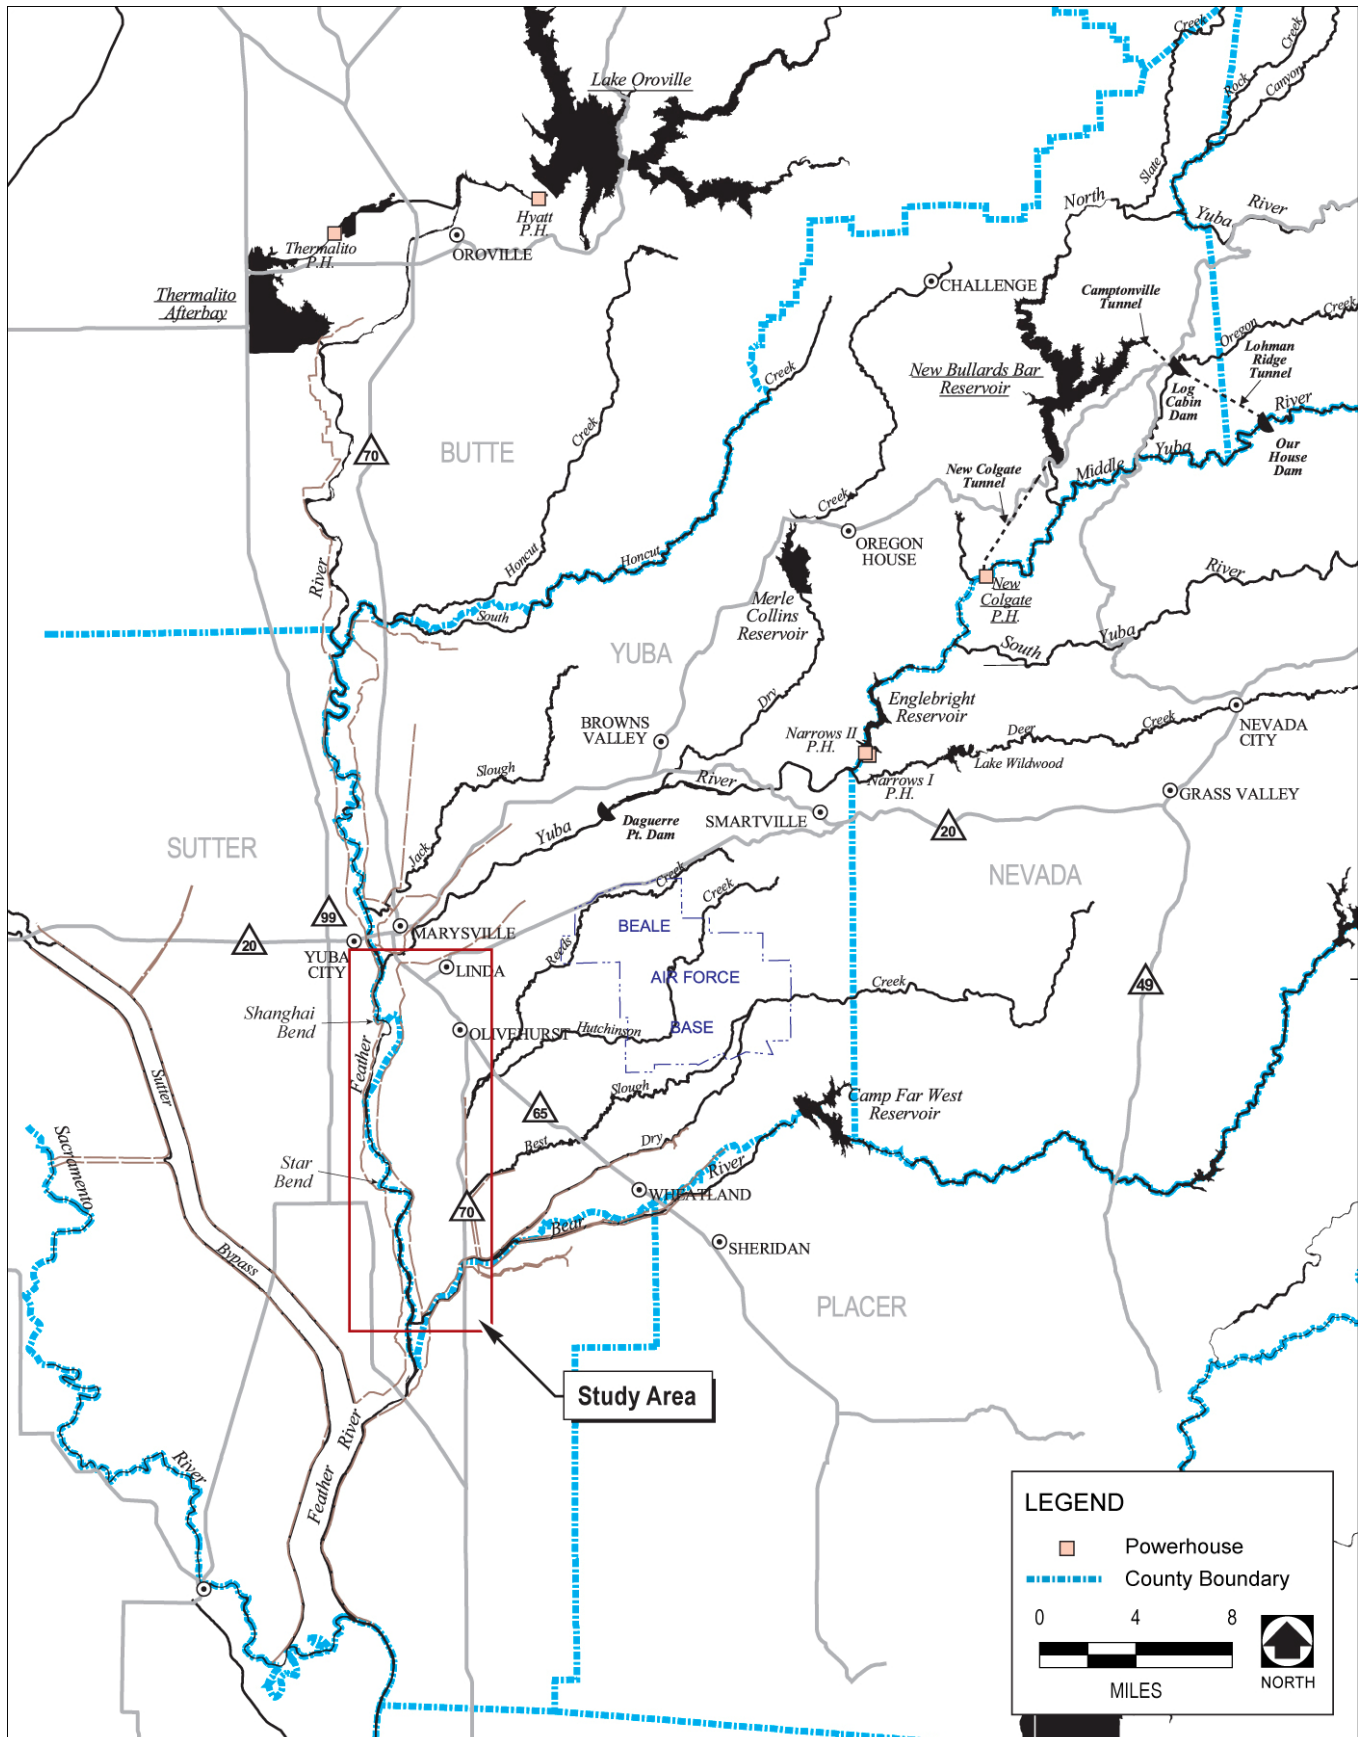 Lake Oroville
Creek
Creek
Rock
Canyon
Slate
North
Yuba
River
Hyatt
P.H.
Thermalito
P.H.
OROVILLE
Thermalito
Afterbay
CHALLENGE
Camptonville
Tunnel
Creek
Oregon
Lohman
Ridge
Tunnel
New Bullards Bar
Reservoir
Log
Cabin
Dam
River
Creek
Creek
70
BUTTE
Yuba
Middle
Our
House
Dam
New Colgate
Tunnel
Creek
OREGON
HOUSE
River
Honcut
Honcut
South
New
Colgate
P.H.
River
Merle
Collins
Reservoir
YUBA
South
Yuba
Dry
Englebright
Reservoir
BROWNS
VALLEY
Narrows II
P.H.
Deer
Creek
NEVADA
CITY
Lake Wildwood
Slough
River
Narrows I
P.H.
GRASS VALLEY
SUTTER
Jack
Yuba
Daguerre
Pt. Dam
SMARTVILLE
20
NEVADA
Creek
Creek
99
20
MARYSVILLE
YUBA
CITY
BEALE
Reeds
LINDA
AIR FORCE
Creek
49
Shanghai
Bend
OLIVEHURST
Hutchinson
BASE
Feather
Sutter
Slough
65
Camp Far West
Reservoir
Sacramento
Best
Dry
Star
Bend
River
70
WHEATLAND
Bear
SHERIDAN
Bypass
PLACER
Study Area
River
River
Feather
LEGEND
Powerhouse
County Boundary
0 4 8
MILES
NORTH